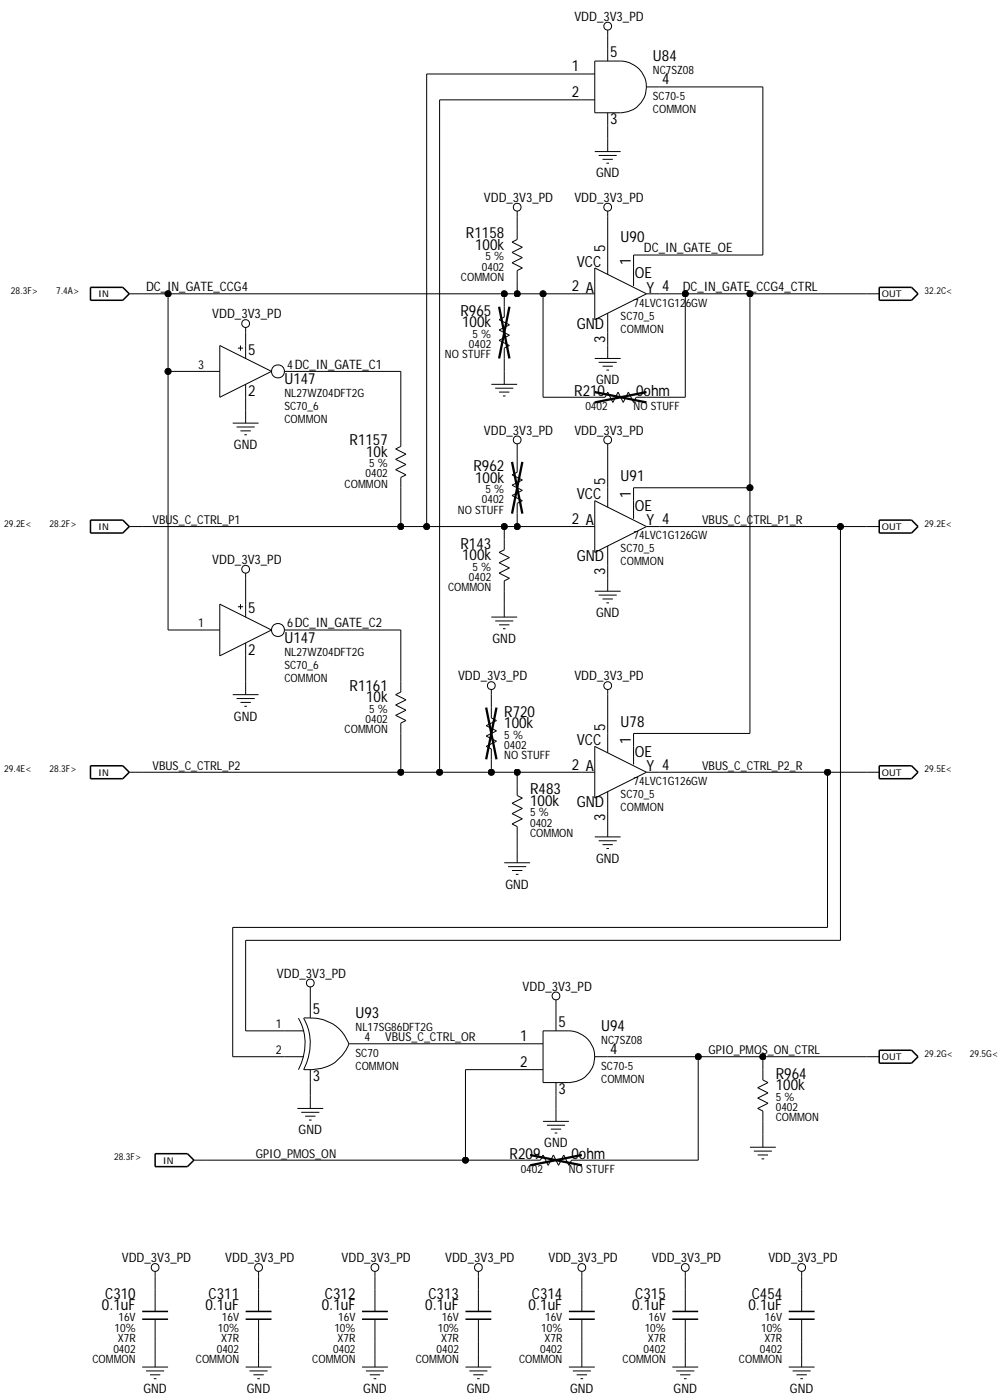 VDD_3V3_PD
5
U84
NC7SZ08
1
4
2
SC70-5
COMMON
3
GND
VDD_3V3_PD
VDD_3V3_PD
R1158
100k
5 %
0402
COMMON
U90
5
1
DC_IN_GATE_OE
VCC
OE
28.3F>
7.4A>
IN
DC_IN_GATE_CCG4
2 A
Y 4
DC_IN_GATE_CCG4_CTRL
OUT
32.2C<
74LVC1G126GW
SC70_5
COMMON
GND
3
GND
R965
100k
5 %
0402
NO STUFF
VDD_3V3_PD
+ 5
3
4 DC_IN_GATE_C1
U147
NL27WZ04DFT2G
SC70_6
COMMON
2
GND
R210
0ohm
0402
NO STUFF
VDD_3V3_PD
VDD_3V3_PD
R1157
10k
5 %
0402
COMMON
R962
100k
5 %
0402
NO STUFF
U91
5
1
VCC
OE
29.2E<
28.2F>
IN
VBUS_C_CTRL_P1
2 A
Y 4
VBUS_C_CTRL_P1_R
OUT
29.2E<
74LVC1G126GW
SC70_5
COMMON
GND
3
GND
R143
100k
5 %
0402
COMMON
GND
VDD_3V3_PD
+ 5
1
6 DC_IN_GATE_C2
U147
NL27WZ04DFT2G
SC70_6
COMMON
2
GND
R1161
10k
5 %
0402
COMMON
VDD_3V3_PD
VDD_3V3_PD
R720
100k
5 %
0402
NO STUFF
U78
5
1
VCC
OE
29.4E<
28.3F>
IN
VBUS_C_CTRL_P2
2 A
Y 4
VBUS_C_CTRL_P2_R
OUT
29.5E<
74LVC1G126GW
SC70_5
COMMON
GND
3
GND
R483
100k
5 %
0402
COMMON
GND
VDD_3V3_PD
5
U93
NL17SG86DFT2G
1
4
VBUS_C_CTRL_OR
2
SC70
COMMON
3
GND
VDD_3V3_PD
5
U94
NC7SZ08
1
4
2
SC70-5
COMMON
3
GND
GPIO_PMOS_ON_CTRL
OUT
29.2G<
29.5G<
R964
100k
5 %
0402
COMMON
28.3F>
IN
GPIO_PMOS_ON
R209
0ohm
0402
NO STUFF
VDD_3V3_PD
C310
0.1uF
16V
10%
X7R
0402
COMMON
GND
VDD_3V3_PD
C311
0.1uF
16V
10%
X7R
0402
COMMON
GND
VDD_3V3_PD
C312
0.1uF
16V
10%
X7R
0402
COMMON
GND
VDD_3V3_PD
C313
0.1uF
16V
10%
X7R
0402
COMMON
GND
VDD_3V3_PD
C314
0.1uF
16V
10%
X7R
0402
COMMON
GND
VDD_3V3_PD
C315
0.1uF
16V
10%
X7R
0402
COMMON
GND
VDD_3V3_PD
C454
0.1uF
16V
10%
X7R
0402
COMMON
GND